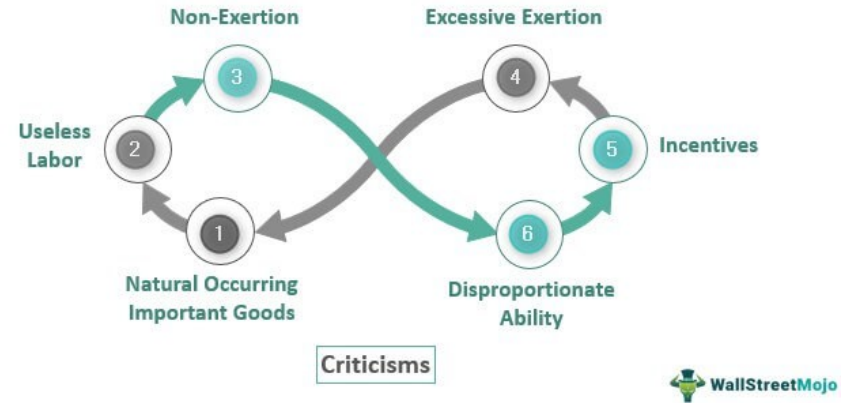 Non-Exertion
Excessive Exertion
3
4
Useless
Labor
2
5
Incentives
1
6
Natural Occurring
Important Goods
Disproportionate
Ability
Criticisms
WallStreetMojo